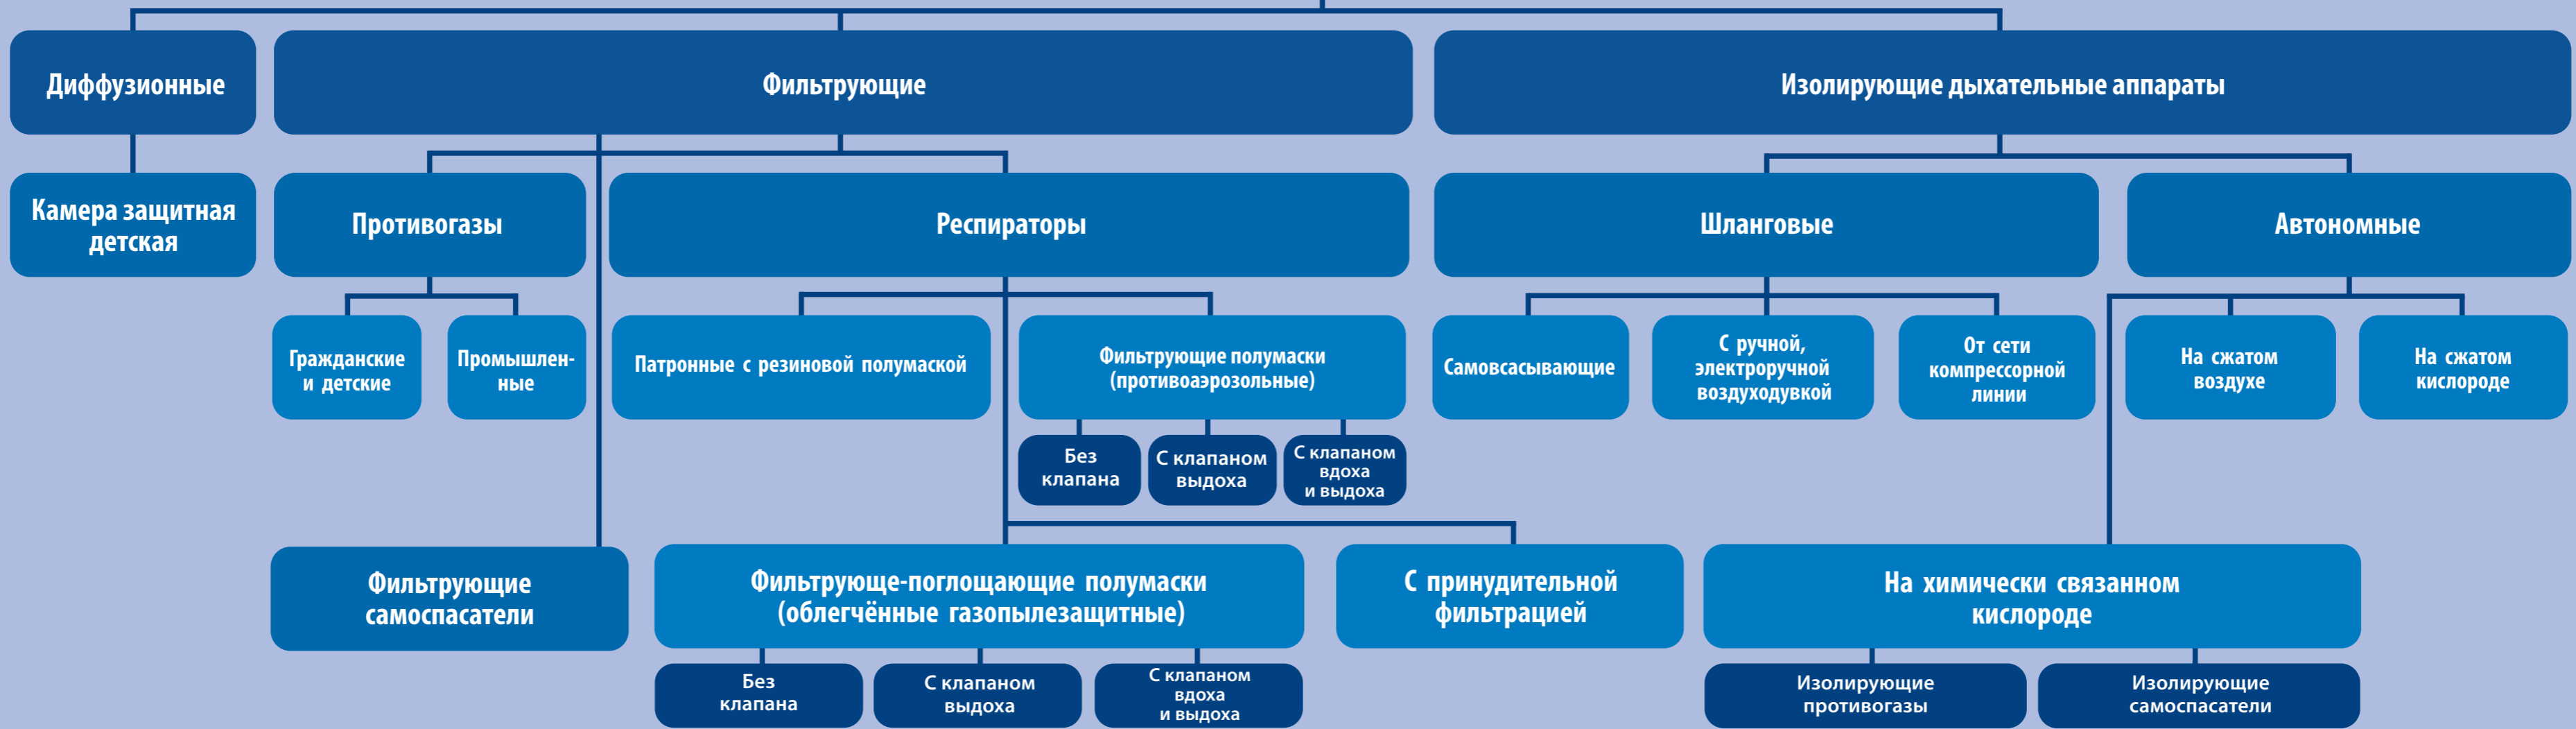 Диффузионные
Фильтрующие
Изолирующие дыхательные аппараты
Камера защитная
детская
Противогазы
Респираторы
Шланговые
Автономные
Гражданские
и детские
Промышлен-
ные
Патронные с резиновой полумаской
Фильтрующие полумаски
(противоаэрозольные)
Самовсасывающие
С ручной,
электроручной
воздуходувкой
От сети
компрессорной
линии
На сжатом
воздухе
На сжатом
кислороде
Без
клапана
С клапаном
выдоха
С клапаном
вдоха
и выдоха
Фильтрующие
самоспасатели
Фильтрующе-поглощающие полумаски
(облегчённые газопылезащитные)
С принудительной
фильтрацией
На химически связанном
кислороде
Без
клапана
С клапаном
выдоха
С клапаном
вдоха
и выдоха
Изолирующие
противогазы
Изолирующие
самоспасатели